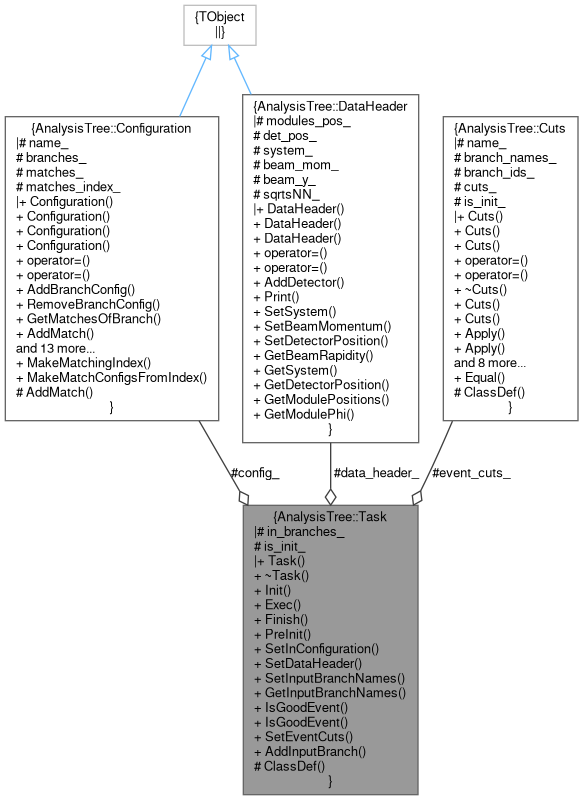 {TObject
||}
{AnalysisTree::Configuration
|# name_
# branches_
# matches_
# matches_index_
|+ Configuration()
+ Configuration()
+ Configuration()
+ Configuration()
+ operator=()
+ operator=()
+ AddBranchConfig()
+ RemoveBranchConfig()
+ GetMatchesOfBranch()
+ AddMatch()
and 13 more...
+ MakeMatchingIndex()
+ MakeMatchConfigsFromIndex()
# AddMatch()
}
{AnalysisTree::DataHeader
|# modules_pos_
# det_pos_
# system_
# beam_mom_
# beam_y_
# sqrtsNN_
|+ DataHeader()
+ DataHeader()
+ DataHeader()
+ operator=()
+ operator=()
+ AddDetector()
+ Print()
+ SetSystem()
+ SetBeamMomentum()
+ SetDetectorPosition()
+ GetBeamRapidity()
+ GetSystem()
+ GetDetectorPosition()
+ GetModulePositions()
+ GetModulePhi()
}
{AnalysisTree::Cuts
|# name_
# branch_names_
# branch_ids_
# cuts_
# is_init_
|+ Cuts()
+ Cuts()
+ Cuts()
+ operator=()
+ operator=()
+ ~Cuts()
+ Cuts()
+ Cuts()
+ Apply()
+ Apply()
and 8 more...
+ Equal()
# ClassDef()
}
#config_
#data_header_
#event_cuts_
{AnalysisTree::Task
|# in_branches_
# is_init_
|+ Task()
+ ~Task()
+ Init()
+ Exec()
+ Finish()
+ PreInit()
+ SetInConfiguration()
+ SetDataHeader()
+ SetInputBranchNames()
+ GetInputBranchNames()
+ IsGoodEvent()
+ IsGoodEvent()
+ SetEventCuts()
+ AddInputBranch()
# ClassDef()
}